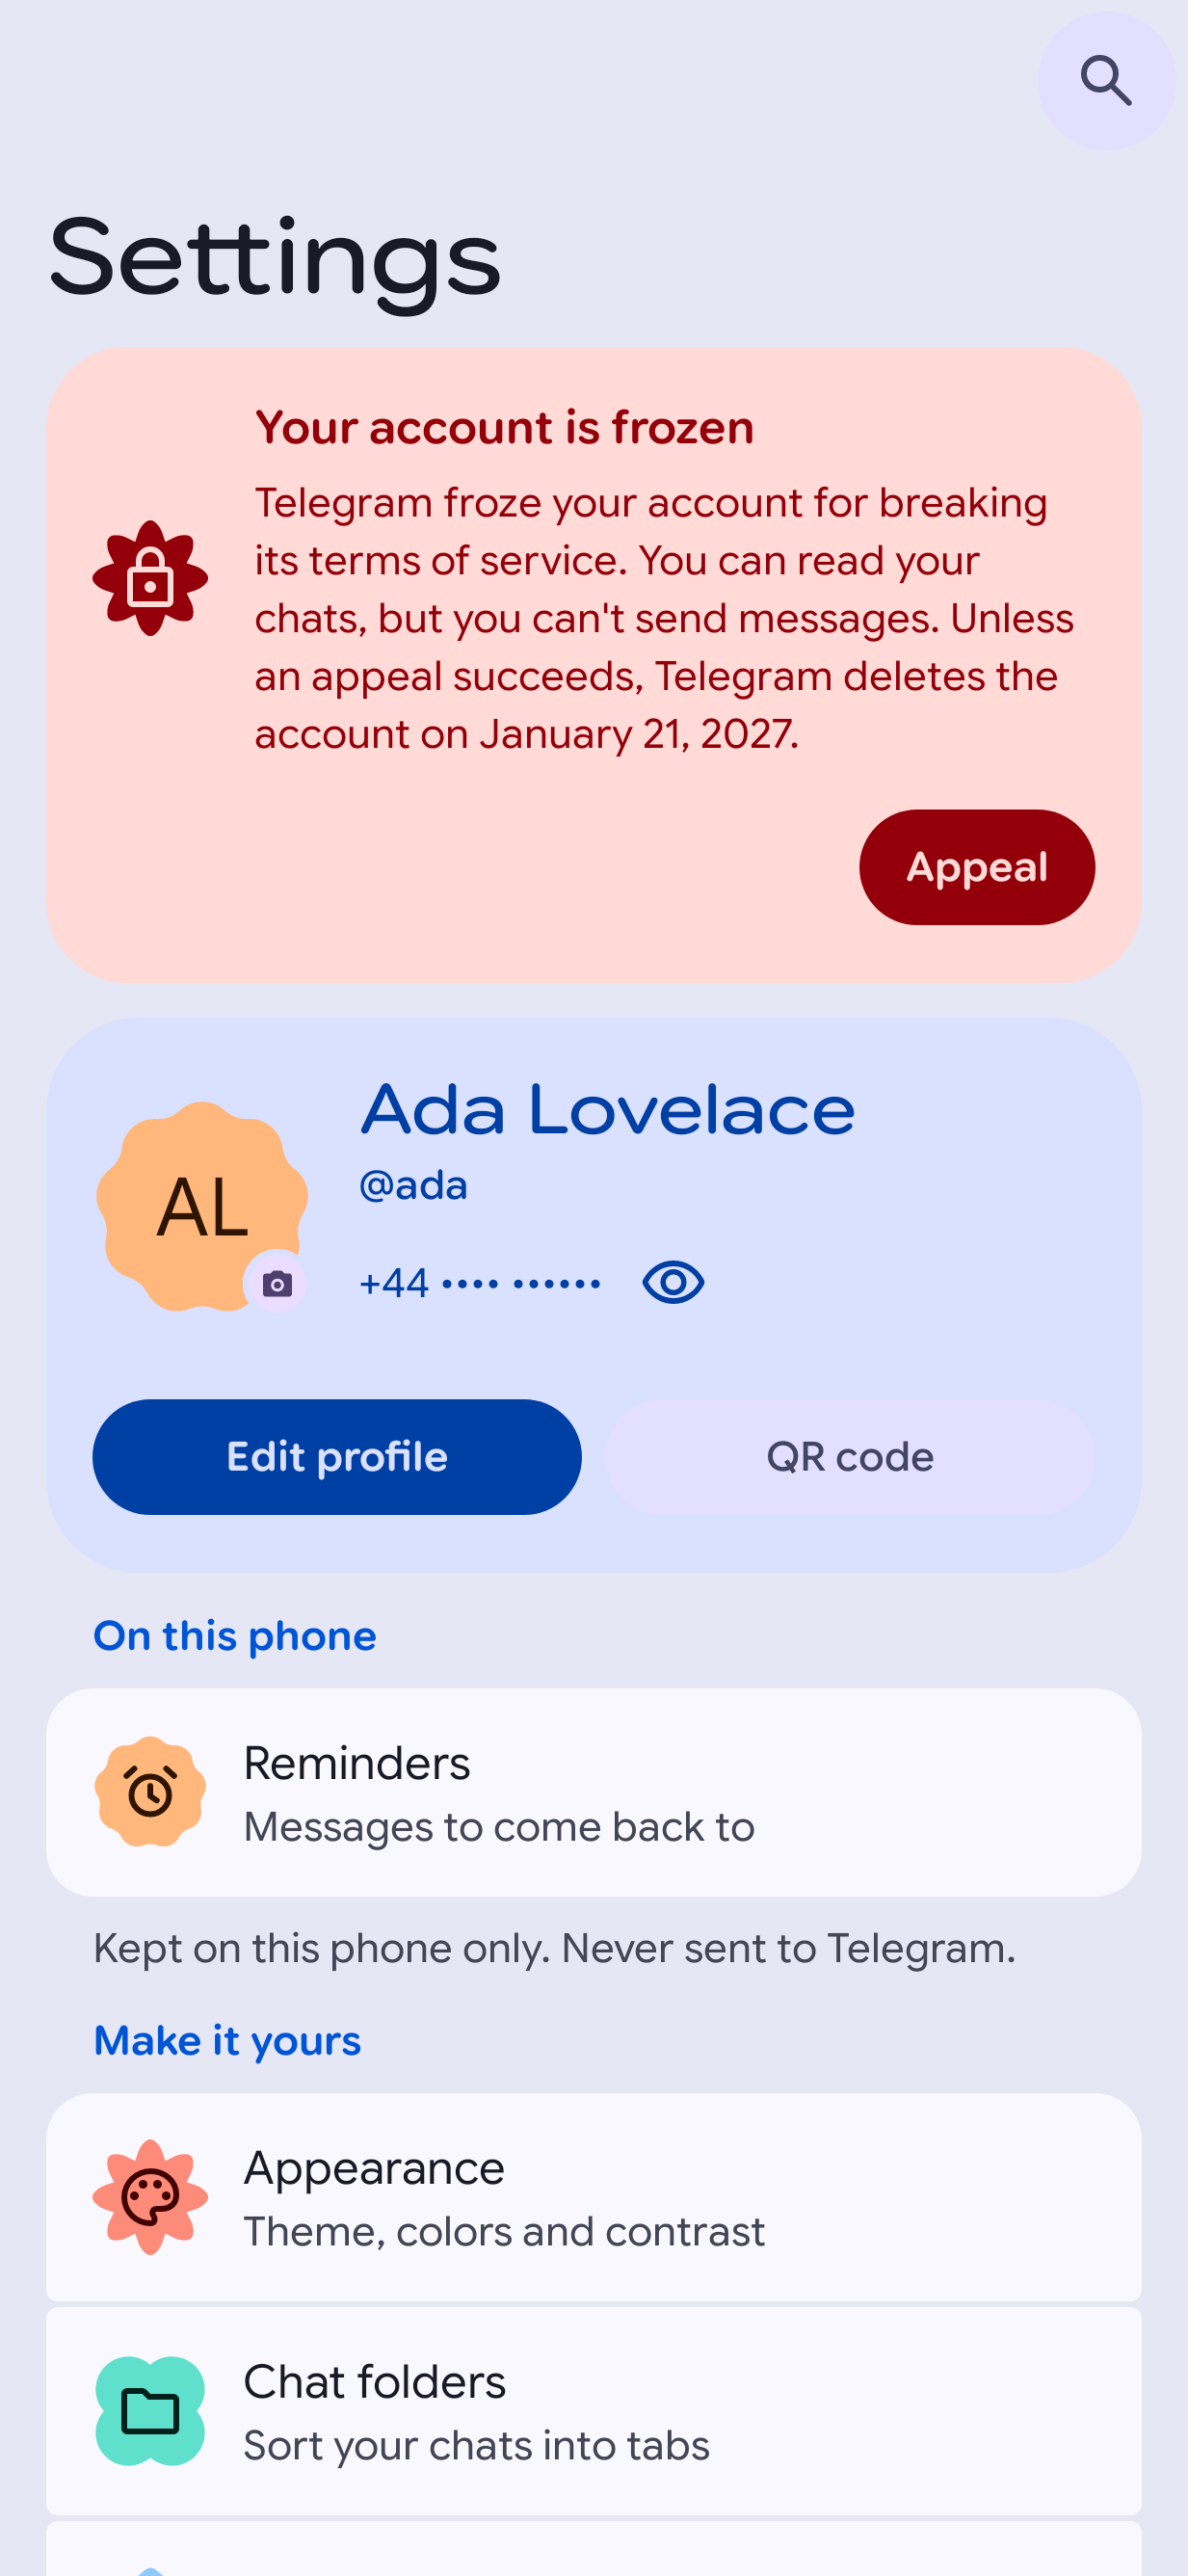 Settings
Your account is frozen
Telegram froze your account for breaking
its terms of service. You can read your
chats, but you can't send messages. Unless
an appeal succeeds, Telegram deletes the
account on January 21, 2027.
Appeal
Ada Lovelace
AL
@ada
+44 •••• ••••••
Edit profile
QR code
On this phone
Reminders
Messages to come back to
Kept on this phone only. Never sent to Telegram.
Make it yours
Appearance
Theme, colors and contrast
Chat folders
Sort your chats into tabs